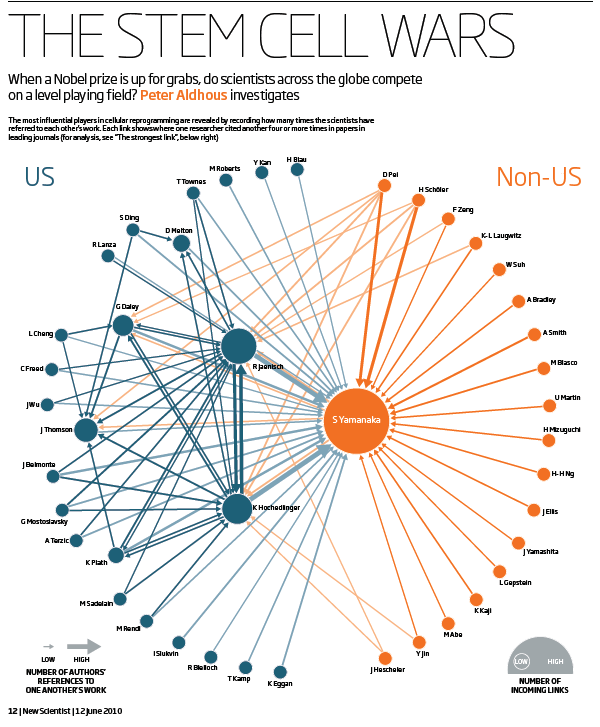 THE STEM CELL WARS
When a Nobel prize is up for grabs, do scientists across the globe compete
on a level playing field? Peter Aldhous investigates
The most influential players in cellular reprogramming are revealed by recording how many times the scientists have
referred to each other's work. Each link shows where one researcher cited another four or more times in papers in
leading journals (for analysis, see "The strongest link", below right)
US
Non-US
H Blau
Y Kan
M Roberts
T Townes
S Ding
D Melton
R Lanza
G Daley
L Cheng
C Freed
J Wu
J Thomson
J Belmonte
G Mostoslavsky
A Terzic
K Plath
M Sadelain
M Rendl
I Slukvin
R Blelloch
T Kamp
K Eggan
R Jaenisch
K Hochedlinger
S Yamanaka
D Pei
H Schöler
F Zeng
K-L Laugwitz
W Suh
A Bradley
A Smith
M Blasco
U Martin
H Mizuguchi
H-H Ng
J Ellis
J Yamashita
L Gepstein
K Kaji
M Abe
Y Jin
J Hescheler
LOW HIGH
NUMBER OF AUTHORS'
REFERENCES TO
ONE ANOTHER'S WORK
LOW HIGH
NUMBER OF
INCOMING LINKS
12 | New Scientist | 12 June 2010